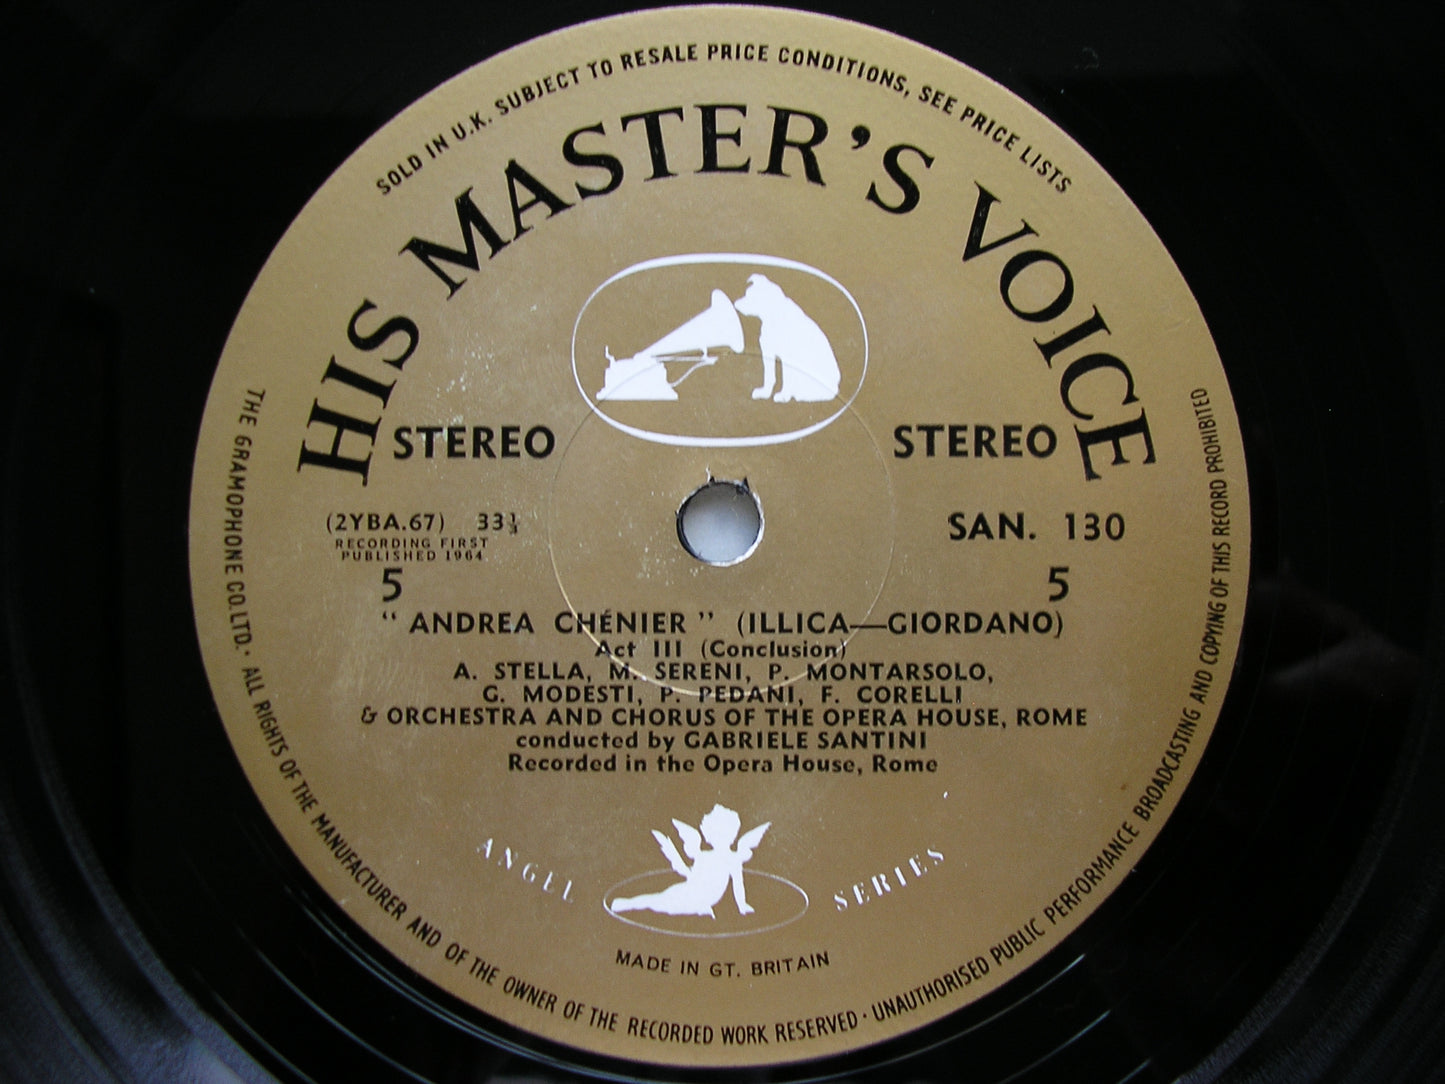 SOLD IN U.K. SUBJECT TO RESALE PRICE CONDITIONS, SEE PRICE LISTS
HIS MASTER'S VOICE
STEREO STEREO
(2YBA.67) 33⅓ SAN. 130
RECORDING FIRST
PUBLISHED 1964
5 5
"ANDREA CHÉNIER" (ILLICA—GIORDANO)
Act III (Conclusion)
A. STELLA, M. SERENI, P. MONTARSOLO,
G. MODESTI, P. PEDANI, F. CORELLI
& ORCHESTRA AND CHORUS OF THE OPERA HOUSE, ROME
conducted by GABRIELE SANTINI
Recorded in the Opera House, Rome
ANGEL SERIES
MADE IN GT. BRITAIN
THE GRAMOPHONE CO. LTD. · ALL RIGHTS OF THE MANUFACTURER AND OF THE OWNER OF THE RECORDED WORK RESERVED · UNAUTHORISED PUBLIC PERFORMANCE BROADCASTING AND COPYING OF THIS RECORD PROHIBITED